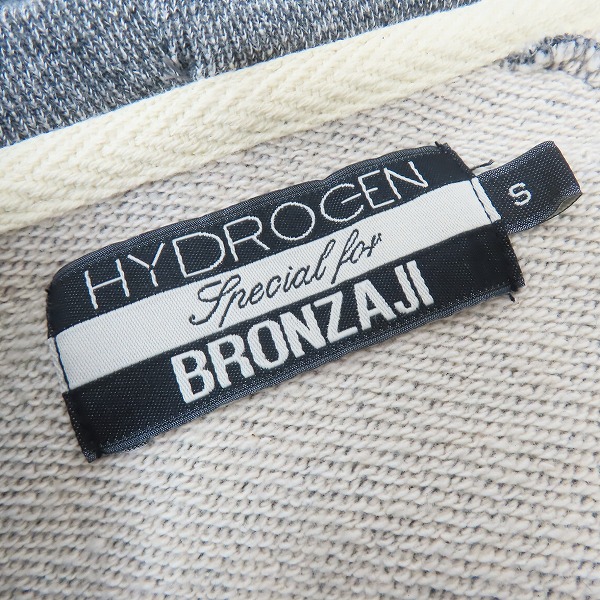 HYDROGEN
Special for
BRONZAJI
S